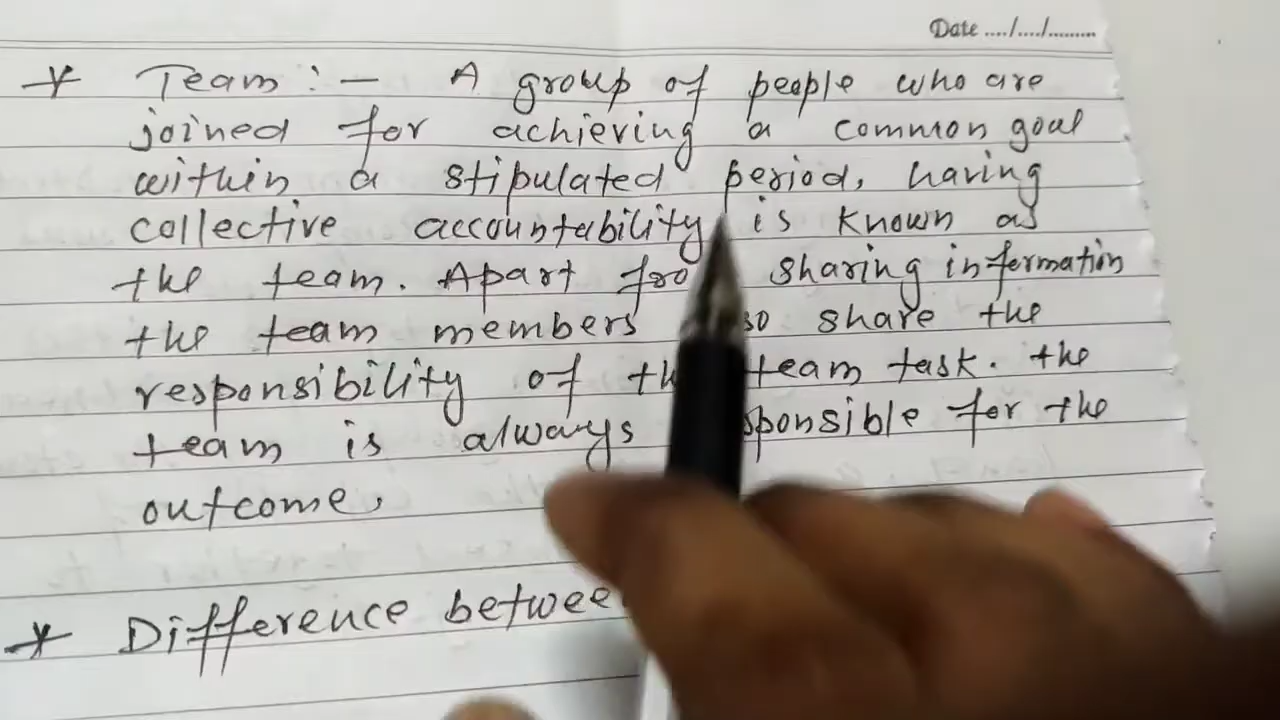 Date ..../..../.........
* Team :- A group of people who are
joined for achieving a common goal
within a stipulated period, having
collective accountability is known as
the team. Apart sharing information
the team members share the
responsibility of team task. the
team is always for the
outcome,
* Difference